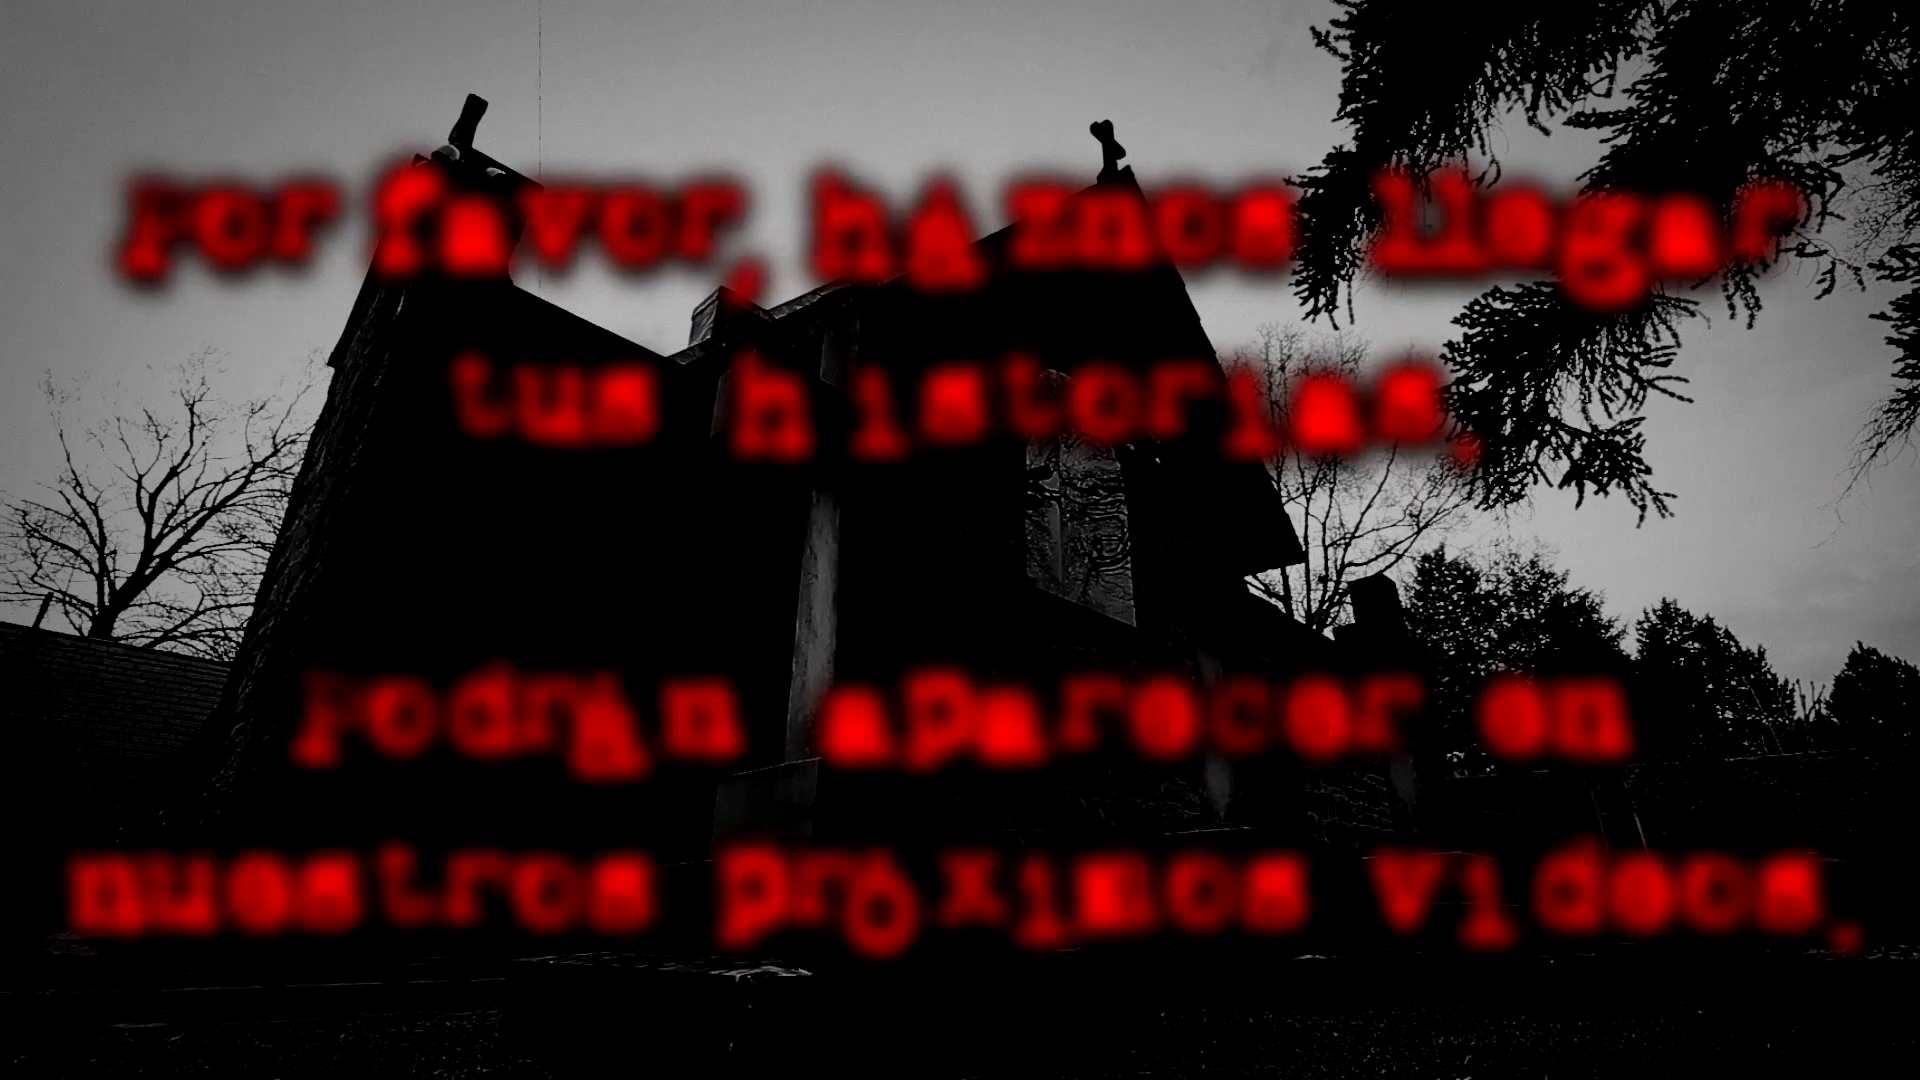 por favor, háznos llegar
tus historias,
podrán aparecer en
nuestros próximos videos,